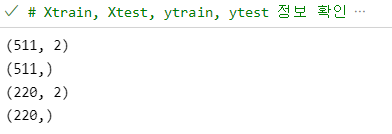 # Xtrain, Xtest, ytrain, ytest 정보 확인 ···
(511, 2)
(511,)
(220, 2)
(220,)